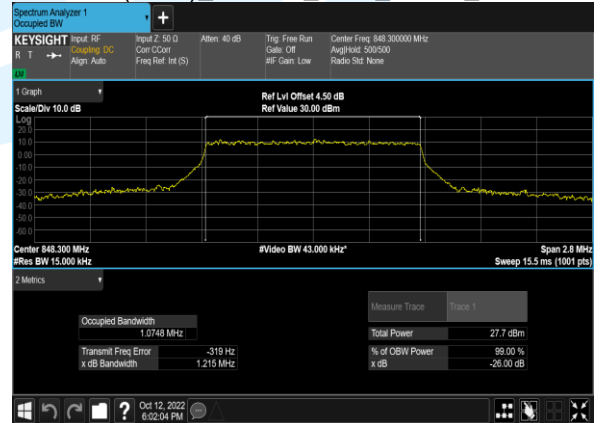 Spectrum Analyzer 1
Occupied BW
+
KEYSIGHT Input: RF Input Z: 50 Ω Atten: 40 dB Trig: Free Run Center Freq: 848.300000 MHz
R T Coupling: DC Corr CCorr Gate: Off Avg|Hold: 500/500
Align: Auto Freq Ref: Int (S) #IF Gain: Low Radio Std: None
LW
1 Graph
Ref Lvl Offset 4.50 dB
Scale/Div 10.0 dB Ref Value 30.00 dBm
Log
20.0
10.0
0.00
-10.0
-20.0
-30.0
-40.0
-50.0
-60.0
Center 848.300 MHz #Video BW 43.000 kHz* Span 2.8 MHz
#Res BW 15.000 kHz Sweep 15.5 ms (1001 pts)
2 Metrics
Measure Trace Trace 1
Occupied Bandwidth
1.0748 MHz Total Power 27.7 dBm
Transmit Freq Error -319 Hz % of OBW Power 99.00 %
x dB Bandwidth 1.215 MHz x dB -26.00 dB
? Oct 12, 2022
6:02:04 PM